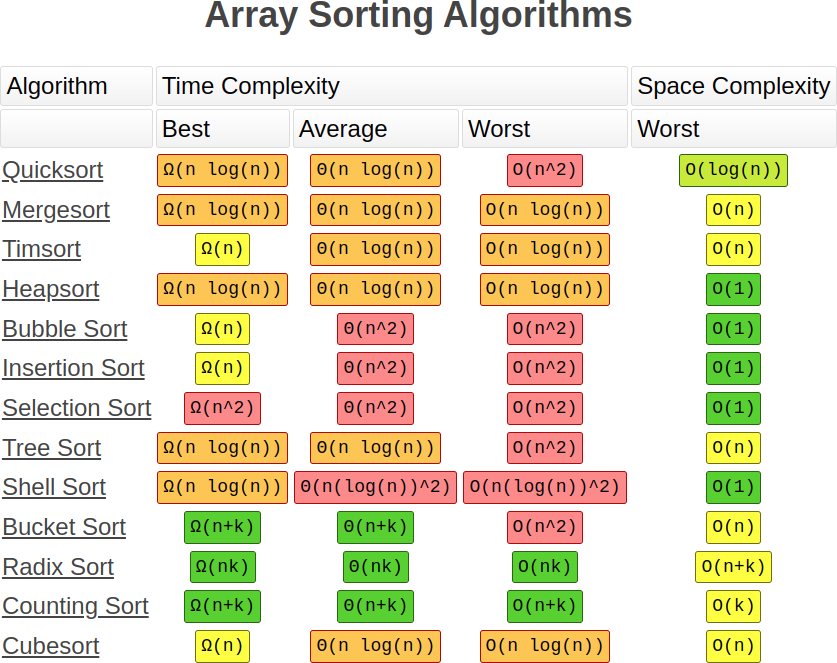 Array Sorting Algorithms
Algorithm Time Complexity Space Complexity
Best Average Worst Worst
Quicksort Ω(n log(n)) Θ(n log(n)) O(n^2) O(log(n))
Mergesort Ω(n log(n)) Θ(n log(n)) O(n log(n)) O(n)
Timsort Ω(n) Θ(n log(n)) O(n log(n)) O(n)
Heapsort Ω(n log(n)) Θ(n log(n)) O(n log(n)) O(1)
Bubble Sort Ω(n) Θ(n^2) O(n^2) O(1)
Insertion Sort Ω(n) Θ(n^2) O(n^2) O(1)
Selection Sort Ω(n^2) Θ(n^2) O(n^2) O(1)
Tree Sort Ω(n log(n)) Θ(n log(n)) O(n^2) O(n)
Shell Sort Ω(n log(n)) Θ(n(log(n))^2) O(n(log(n))^2) O(1)
Bucket Sort Ω(n+k) Θ(n+k) O(n^2) O(n)
Radix Sort Ω(nk) Θ(nk) O(nk) O(n+k)
Counting Sort Ω(n+k) Θ(n+k) O(n+k) O(k)
Cubesort Ω(n) Θ(n log(n)) O(n log(n)) O(n)